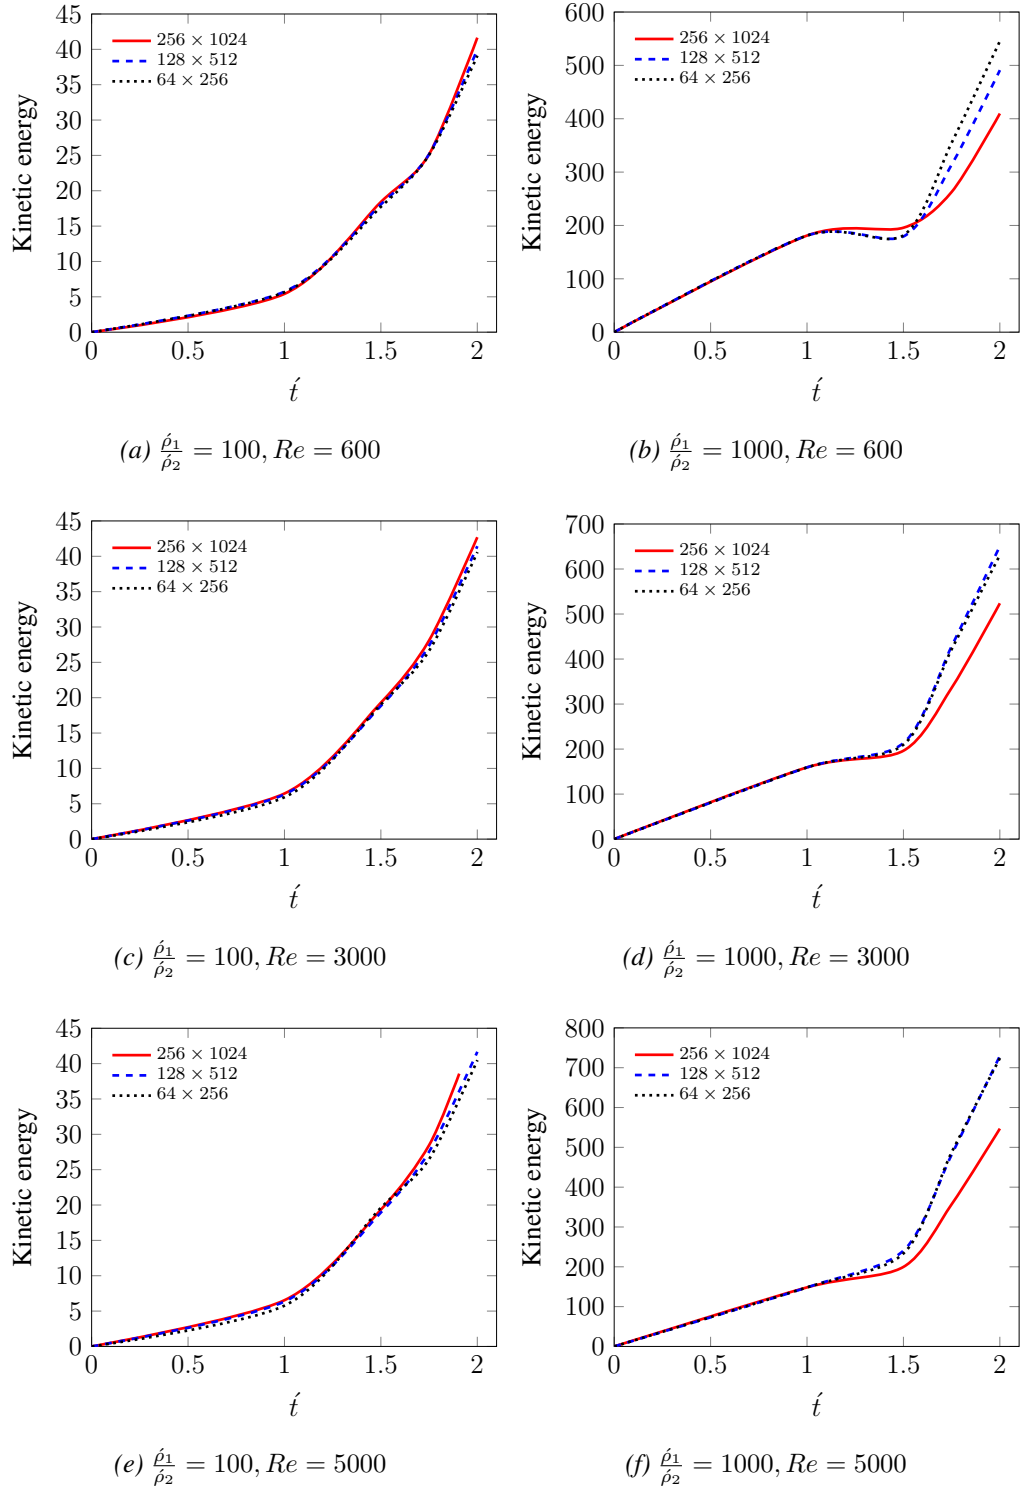 45
40
35
30
25
20
15
10
5
0
Kinetic energy
256 × 1024
128 × 512
64 × 256
0 0.5 1 1.5 2
t́
(a) ρ́₁/ρ́₂ = 100, Re = 600
600
500
400
300
200
100
0
Kinetic energy
256 × 1024
128 × 512
64 × 256
0 0.5 1 1.5 2
t́
(b) ρ́₁/ρ́₂ = 1000, Re = 600
45
40
35
30
25
20
15
10
5
0
Kinetic energy
256 × 1024
128 × 512
64 × 256
0 0.5 1 1.5 2
t́
(c) ρ́₁/ρ́₂ = 100, Re = 3000
700
600
500
400
300
200
100
0
Kinetic energy
256 × 1024
128 × 512
64 × 256
0 0.5 1 1.5 2
t́
(d) ρ́₁/ρ́₂ = 1000, Re = 3000
45
40
35
30
25
20
15
10
5
0
Kinetic energy
256 × 1024
128 × 512
64 × 256
0 0.5 1 1.5 2
t́
(e) ρ́₁/ρ́₂ = 100, Re = 5000
800
700
600
500
400
300
200
100
0
Kinetic energy
256 × 1024
128 × 512
64 × 256
0 0.5 1 1.5 2
t́
(f) ρ́₁/ρ́₂ = 1000, Re = 5000